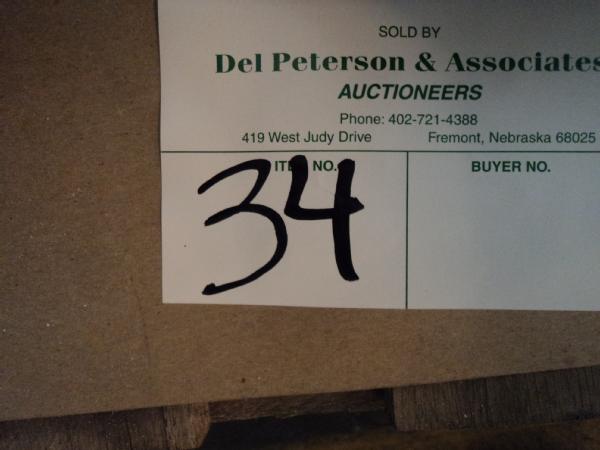 SOLD BY
Del Peterson & Associates
AUCTIONEERS
Phone: 402-721-4388
419 West Judy Drive Fremont, Nebraska 68025
ITEM NO. BUYER NO.
34